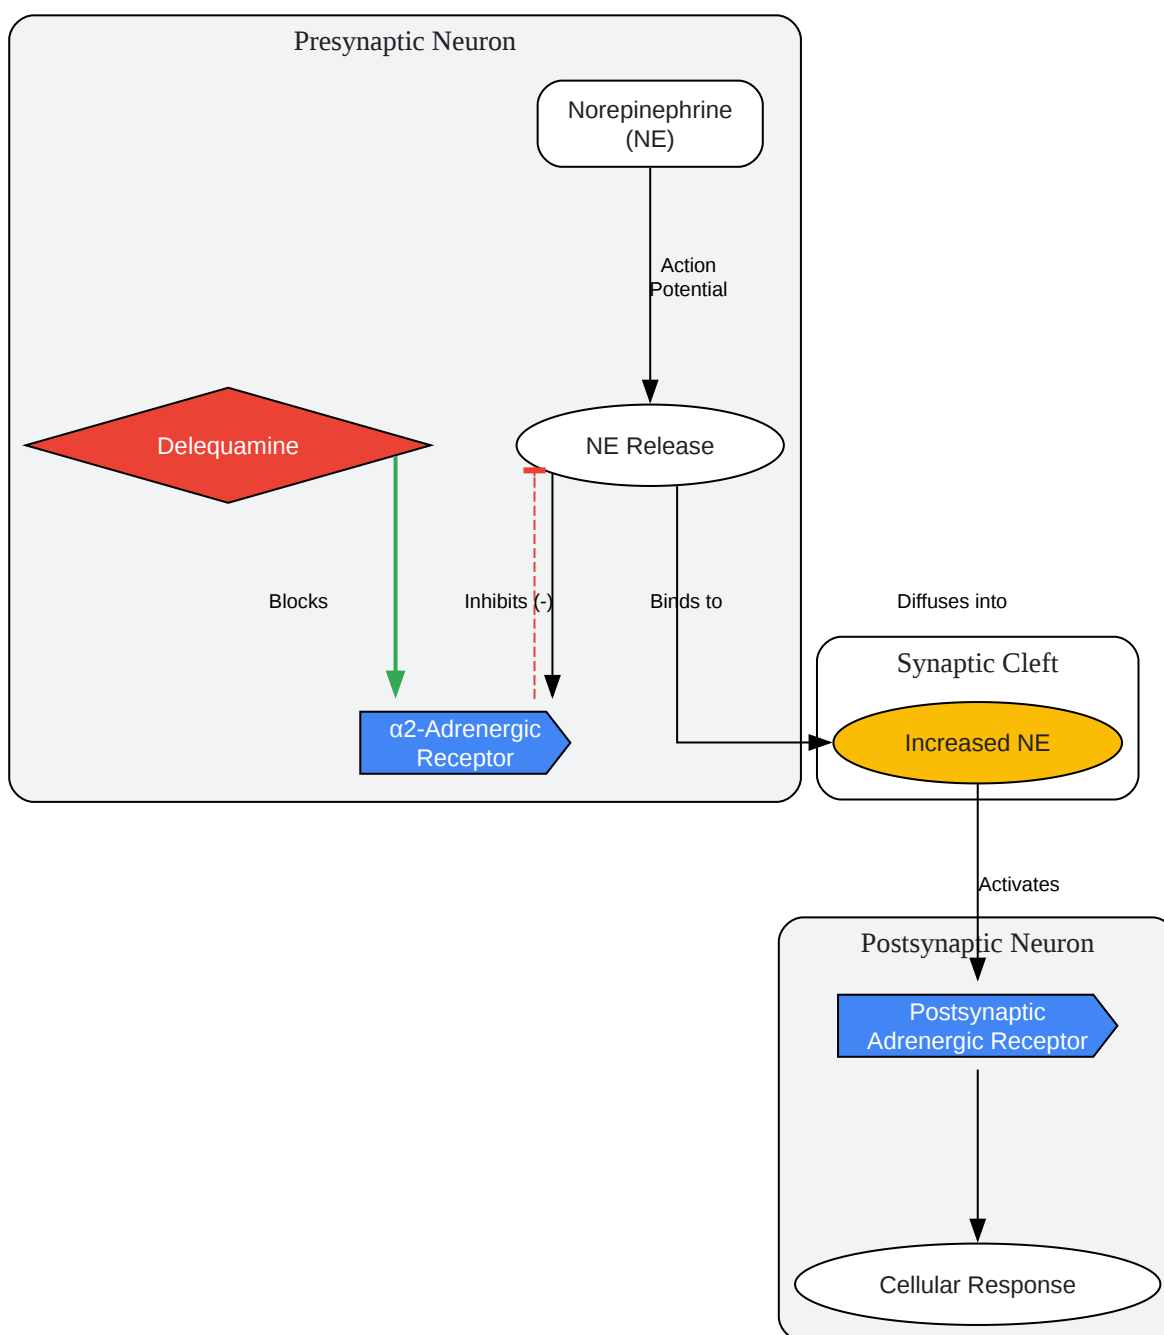 Presynaptic Neuron
Norepinephrine
(NE)
Action
Potential
Delequamine
NE Release
Blocks
Inhibits (-)
Binds to
Diffuses into
Synaptic Cleft
α2-Adrenergic
Receptor
Increased NE
Activates
Postsynaptic Neuron
Postsynaptic
Adrenergic Receptor
Cellular Response